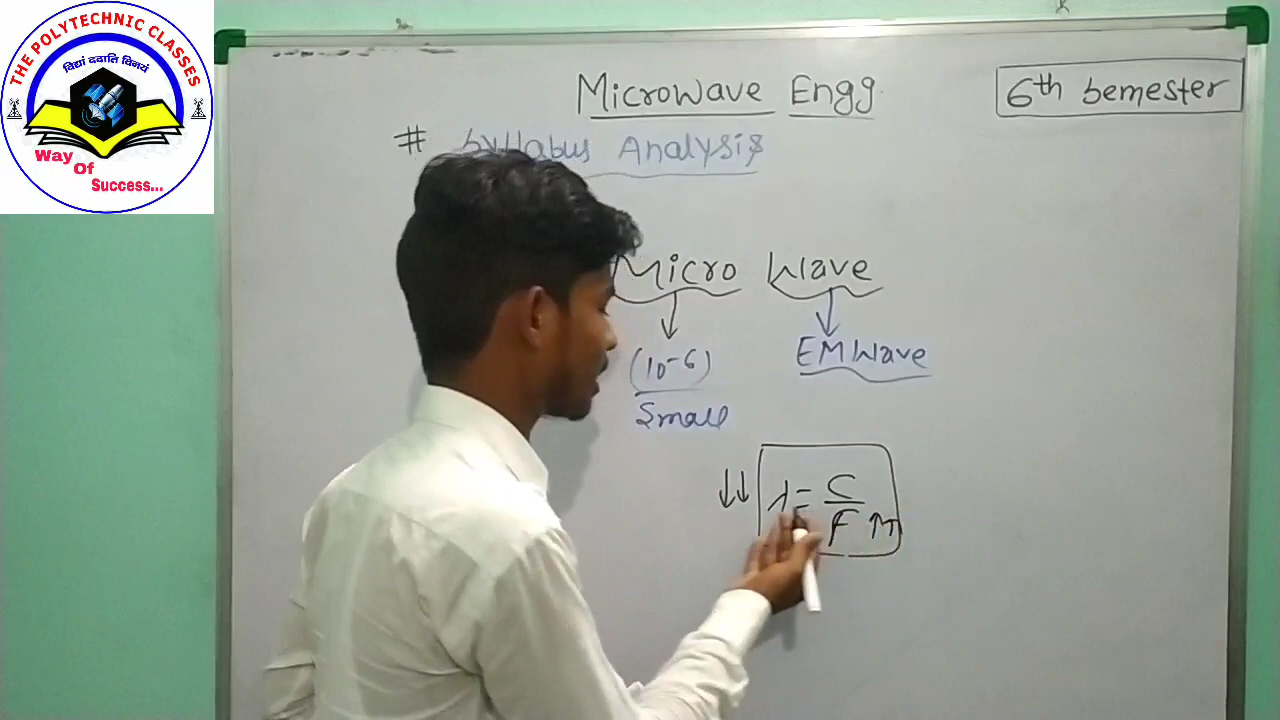 THE POLYTECHNIC CLASSES
विद्यां ददाति विनयं
Way
Of
Success...
Microwave Engg.
6th Semester
# Syllabus Analysis
Micro Wave
(10-6)
Small
EM Wave
↓↓ λ = C
F ↑↑